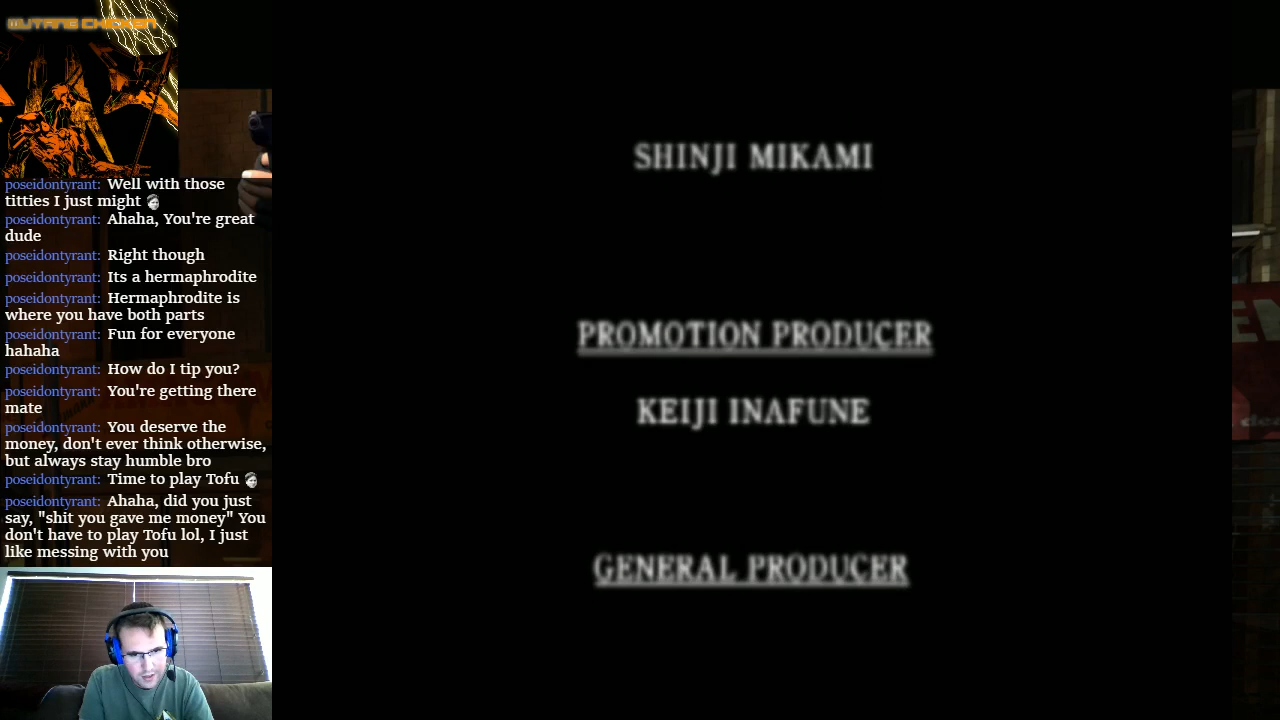 WUTANG CHICKEN
poseidontyrant: Well with those
titties I just might
poseidontyrant: Ahaha, You're great
dude
poseidontyrant: Right though
poseidontyrant: Its a hermaphrodite
poseidontyrant: Hermaphrodite is
where you have both parts
poseidontyrant: Fun for everyone
hahaha
poseidontyrant: How do I tip you?
poseidontyrant: You're getting there
mate
poseidontyrant: You deserve the
money, don't ever think otherwise,
but always stay humble bro
poseidontyrant: Time to play Tofu
poseidontyrant: Ahaha, did you just
say, "shit you gave me money" You
don't have to play Tofu lol, I just
like messing with you
SHINJI MIKAMI
PROMOTION PRODUCER
KEIJI INAFUNE
GENERAL PRODUCER